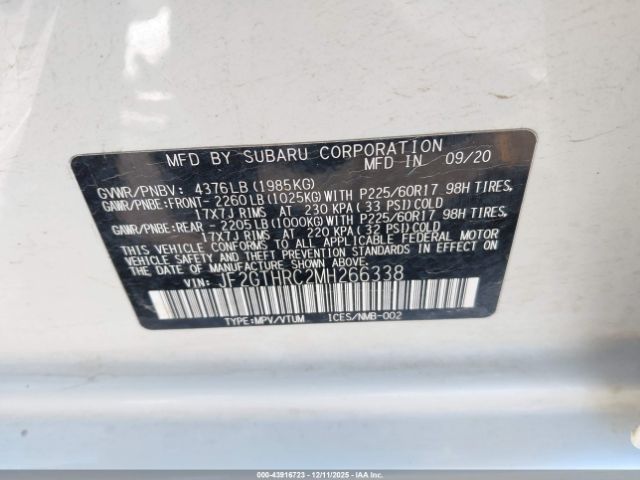 MFD BY SUBARU CORPORATION
MFD IN 09/20
GVWR/PNBV: 4376LB (1985KG)
GAWR/PNBE:FRONT- 2260LB (1025KG)WITH P225/60R17 98H TIRES,
17X7J RIMS AT 230 KPA (33 PSI) COLD
GAWR/PNBE:REAR - 2205LB (1000KG)WITH P225/60R17 98H TIRES,
17X7J RIMS AT 220 KPA (32 PSI) COLD
THIS VEHICLE CONFORMS TO ALL APPLICABLE FEDERAL MOTOR
VEHICLE SAFETY, BUMPER, AND THEFT PREVENTION
STANDARDS IN EFFECT ON THE DATE OF MANUFACTURE SHOWN ABOVE.
VIN: JF2GTHRC2MH266338
TYPE:MPV/VTUM ICES/NMB-002
000-43916723 • 12/11/2025 • IAAI.COM